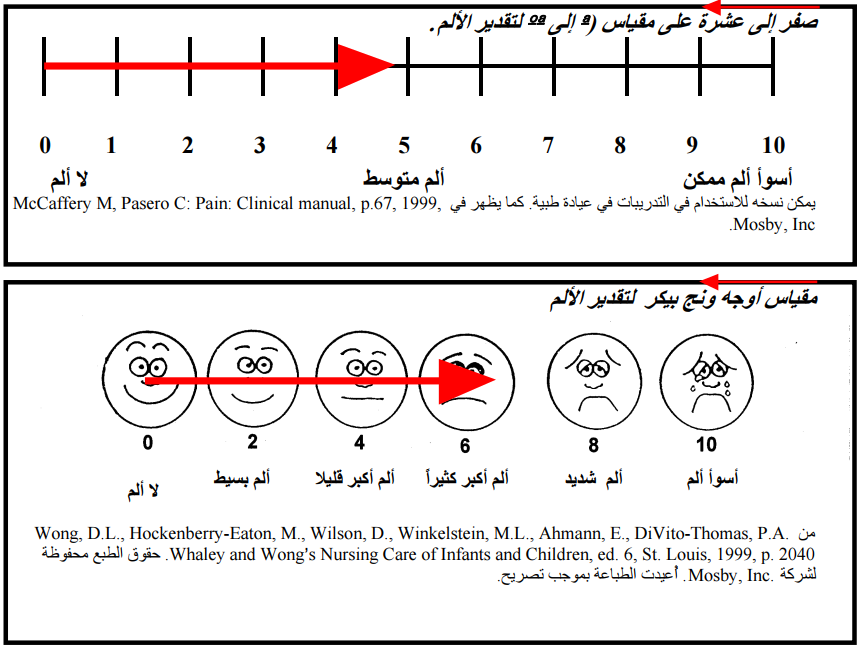 صفر إلى عشرة على مقياس (a إلى oa لتقدير الألم.
0 1 2 3 4 5 6 7 8 9 10
لا ألم ألم متوسط أسوأ ألم ممكن
يمكن نسخه للاستخدام في التدريبات في عيادة طبية. كما يظهر في McCaffery M, Pasero C: Pain: Clinical manual, p.67, 1999,
Mosby, Inc.
مقياس أوجه ونج بيكر لتقدير الألم
0 2 4 6 8 10
لا ألم ألم بسيط ألم أكبر قليلا ألم أكبر كثيراً ألم شديد أسوأ ألم
من Wong, D.L., Hockenberry-Eaton, M., Wilson, D., Winkelstein, M.L., Ahmann, E., DiVito-Thomas, P.A.
Whaley and Wong's Nursing Care of Infants and Children, ed. 6, St. Louis, 1999, p. 2040. حقوق الطبع محفوظة
لشركة Mosby, Inc. أعيدت الطباعة بموجب تصريح.